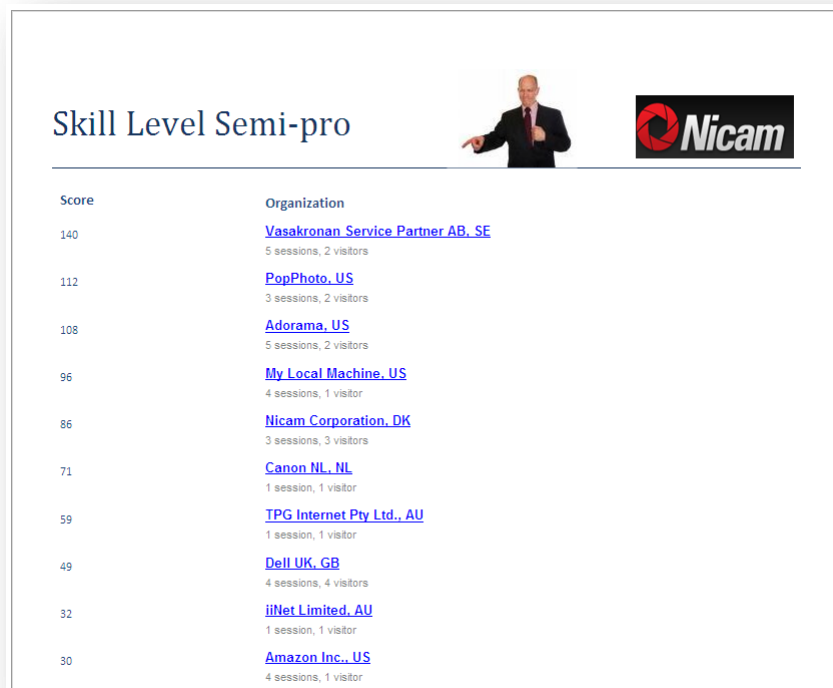 Skill Level Semi-pro
Nicam
Score Organization
140 Vasakronan Service Partner AB, SE
5 sessions, 2 visitors
112 PopPhoto, US
3 sessions, 2 visitors
108 Adorama, US
5 sessions, 2 visitors
96 My Local Machine, US
4 sessions, 1 visitor
86 Nicam Corporation, DK
3 sessions, 3 visitors
71 Canon NL, NL
1 session, 1 visitor
59 TPG Internet Pty Ltd., AU
1 session, 1 visitor
49 Dell UK, GB
4 sessions, 4 visitors
32 iiNet Limited, AU
1 session, 1 visitor
30 Amazon Inc., US
4 sessions, 1 visitor